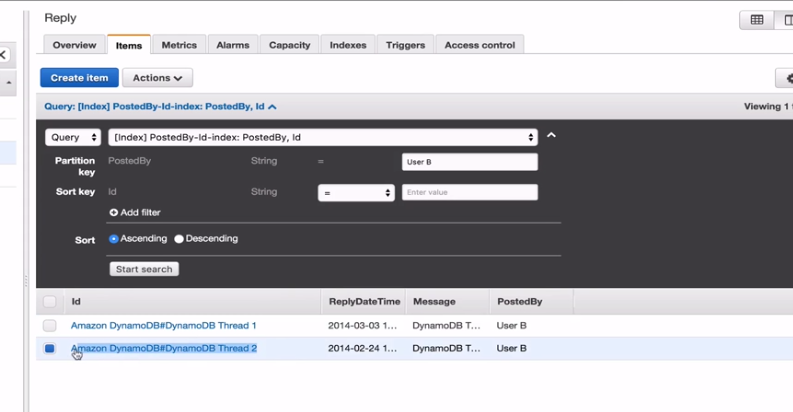 Reply
Overview Items Metrics Alarms Capacity Indexes Triggers Access control
Create item Actions
Query: [Index] PostedBy-Id-index: PostedBy, Id
Viewing 1
Query [Index] PostedBy-Id-index: PostedBy, Id
Partition key PostedBy String = User B
Sort key Id String = Enter value
Add filter
Sort Ascending Descending
Start search
Id ReplyDateTime Message PostedBy
Amazon DynamoDB#DynamoDB Thread 1 2014-03-03 1... DynamoDB T... User B
Amazon DynamoDB#DynamoDB Thread 2 2014-02-24 1... DynamoDB T... User B